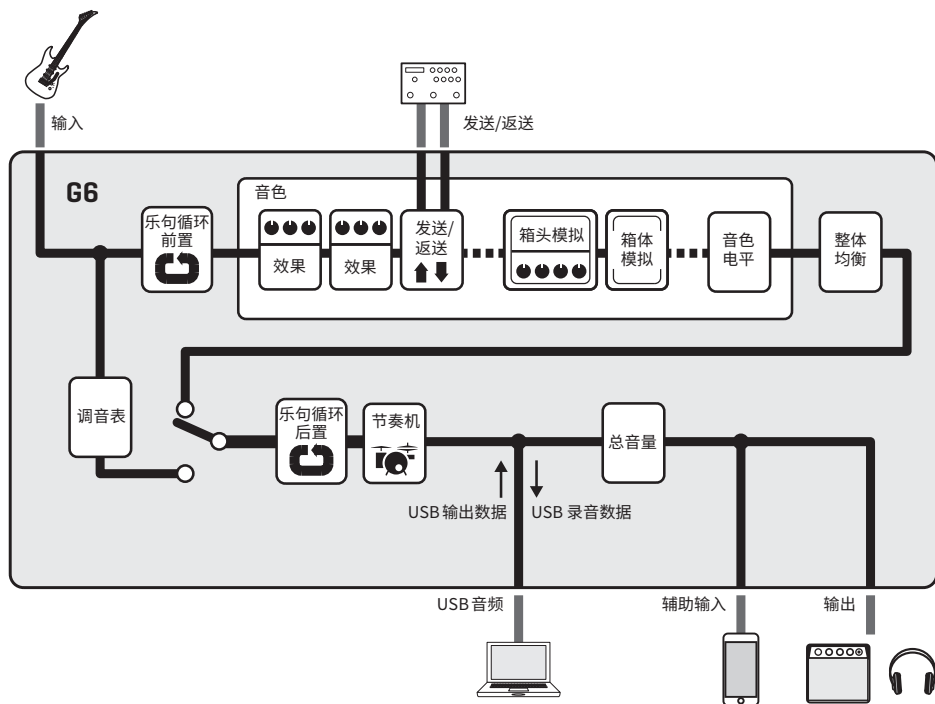 输入
发送/返送
G6
音色
乐句循环
前置
效果
效果
发送/
返送
箱头模拟
箱体
模拟
音色
电平
整体
均衡
调音表
乐句循环
后置
节奏机
总音量
USB 输出数据
USB 录音数据
USB 音频
辅助输入
输出